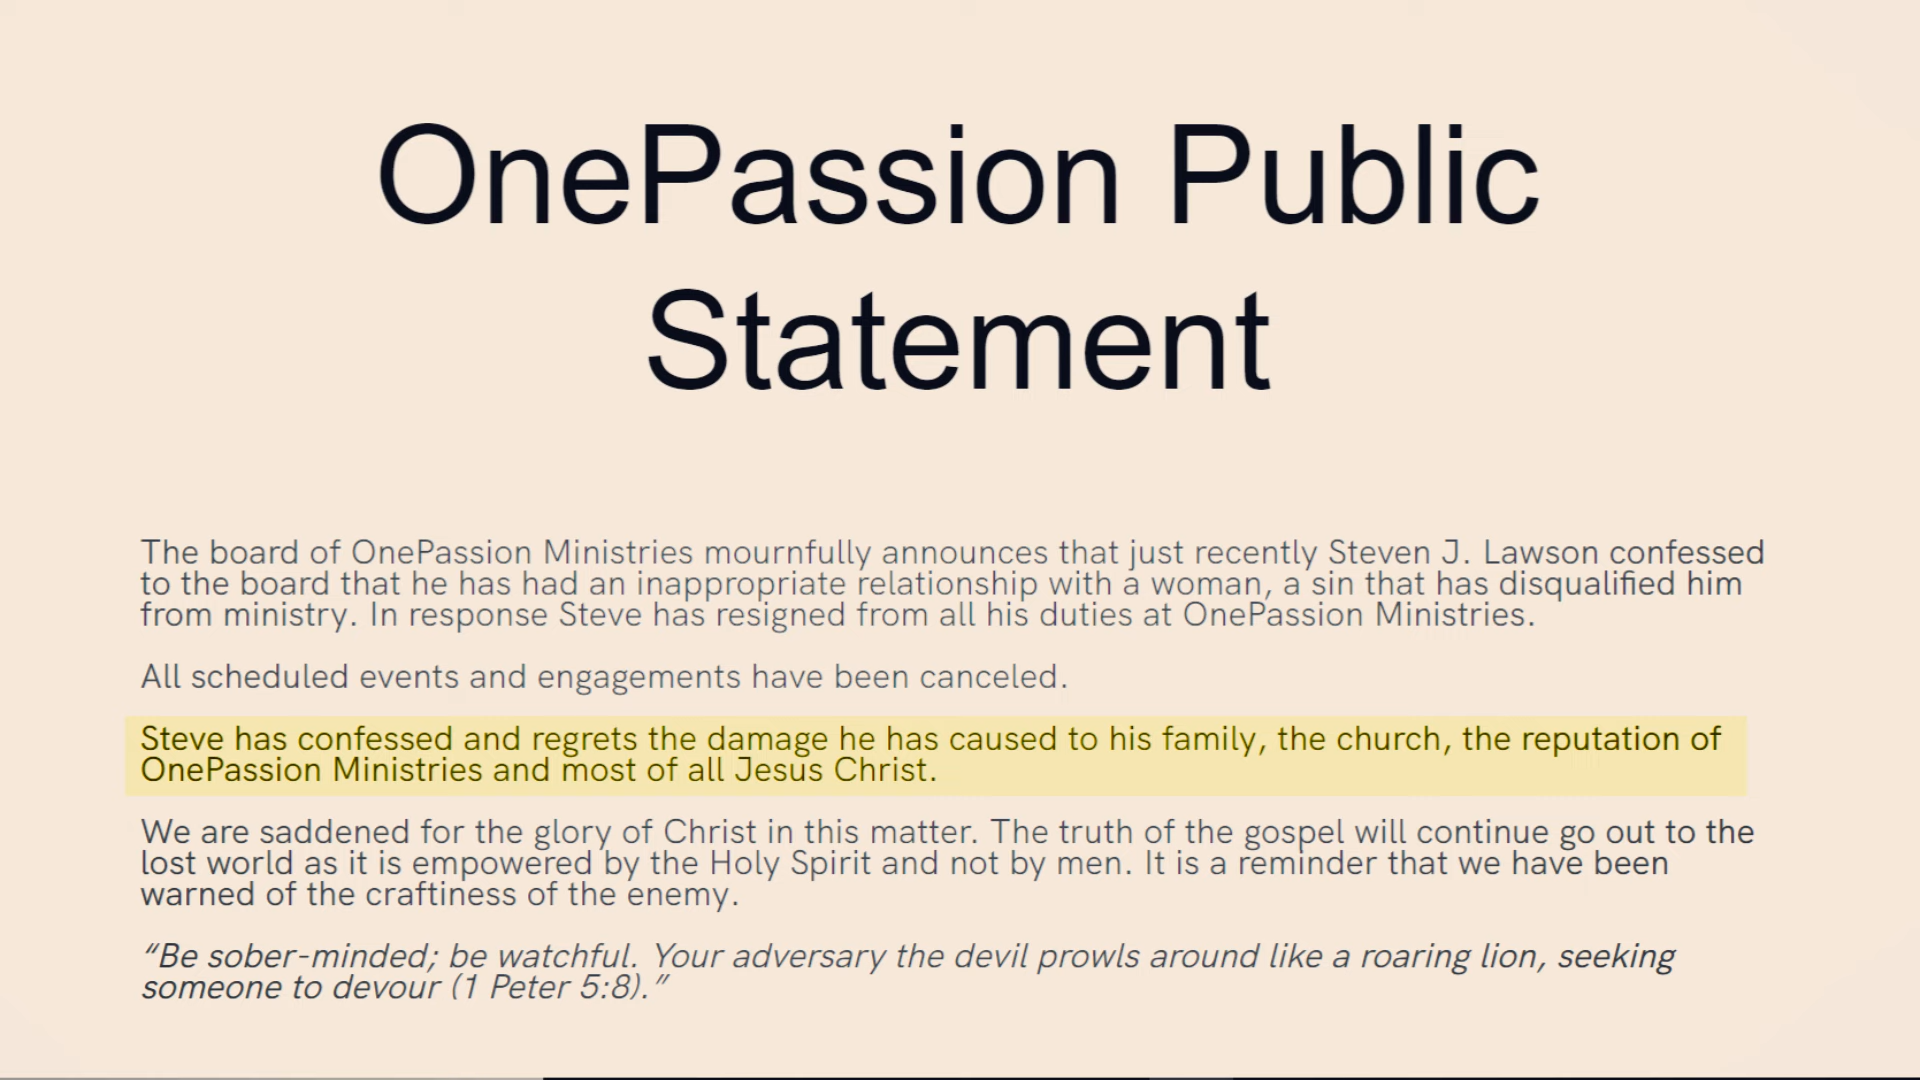 OnePassion Public
Statement
The board of OnePassion Ministries mournfully announces that just recently Steven J. Lawson confessed
to the board that he has had an inappropriate relationship with a woman, a sin that has disqualified him
from ministry. In response Steve has resigned from all his duties at OnePassion Ministries.
All scheduled events and engagements have been canceled.
Steve has confessed and regrets the damage he has caused to his family, the church, the reputation of
OnePassion Ministries and most of all Jesus Christ.
We are saddened for the glory of Christ in this matter. The truth of the gospel will continue go out to the
lost world as it is empowered by the Holy Spirit and not by men. It is a reminder that we have been
warned of the craftiness of the enemy.
“Be sober-minded; be watchful. Your adversary the devil prowls around like a roaring lion, seeking
someone to devour (1 Peter 5:8).”